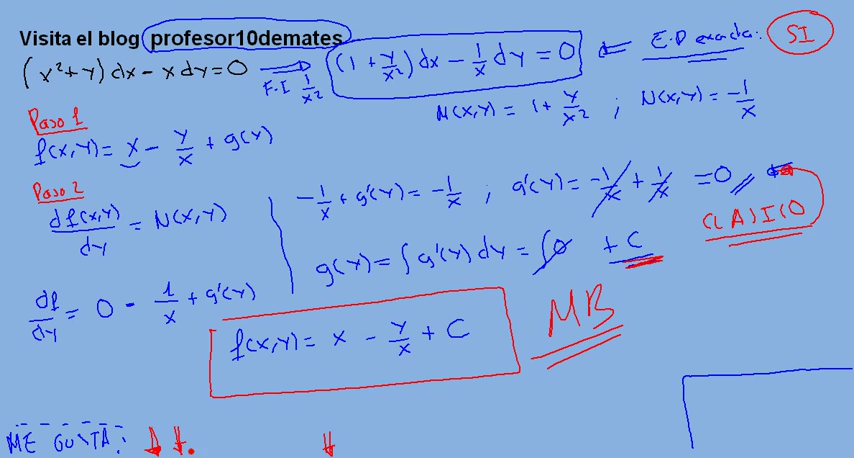 Visita el blog profesor10demates
(x²+y)dx-xdy=0 ⟹ F.I 1/x² (1+y/x²)dx-1/x dy=0 ⇐ E.D exacta: SI
M(x,y)=1+y/x² ; N(x,y)=-1/x
Paso 1
f(x,y)=x-y/x+g(y)
Paso 2
df(x,y)/dy=N(x,y)
df/dy=0-1/x+g'(y)
-1/x+g'(y)=-1/x ; g'(y)=-1/x+1/x=0
CLASICO
g(y)=∫g'(y)dy=∫0 +C
f(x,y)=x-y/x+C
MB
ME GUSTA: